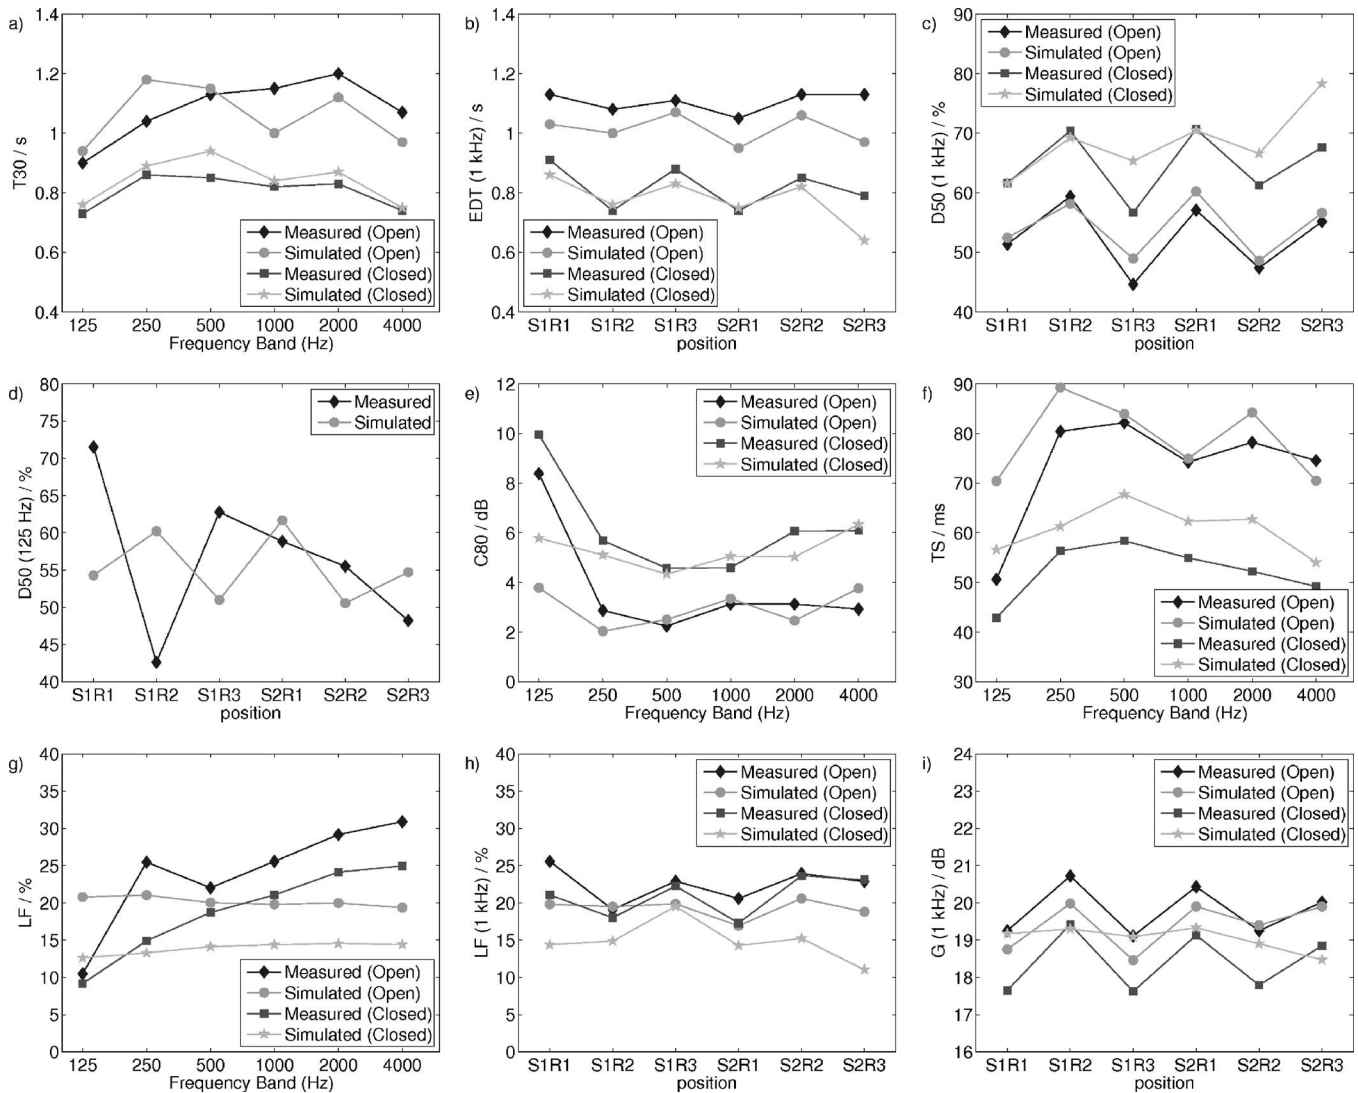 a)
T30 / s
1.4
1.2
1
0.8
0.6
0.4
Measured (Open)
Simulated (Open)
Measured (Closed)
Simulated (Closed)
125 250 500 1000 2000 4000
Frequency Band (Hz)
b)
EDT (1 kHz) / s
1.4
1.2
1
0.8
0.6
0.4
Measured (Open)
Simulated (Open)
Measured (Closed)
Simulated (Closed)
S1R1 S1R2 S1R3 S2R1 S2R2 S2R3
position
c)
D50 (1 kHz) / %
90
80
70
60
50
40
Measured (Open)
Simulated (Open)
Measured (Closed)
Simulated (Closed)
S1R1 S1R2 S1R3 S2R1 S2R2 S2R3
position
d)
D50 (125 Hz) / %
80
75
70
65
60
55
50
45
40
Measured
Simulated
S1R1 S1R2 S1R3 S2R1 S2R2 S2R3
position
e)
C80 / dB
12
10
8
6
4
2
0
Measured (Open)
Simulated (Open)
Measured (Closed)
Simulated (Closed)
125 250 500 1000 2000 4000
Frequency Band (Hz)
f)
TS / ms
90
80
70
60
50
40
30
Measured (Open)
Simulated (Open)
Measured (Closed)
Simulated (Closed)
125 250 500 1000 2000 4000
Frequency Band (Hz)
g)
LF / %
40
35
30
25
20
15
10
5
0
Measured (Open)
Simulated (Open)
Measured (Closed)
Simulated (Closed)
125 250 500 1000 2000 4000
Frequency Band (Hz)
h)
LF (1 kHz) / %
40
35
30
25
20
15
10
5
0
Measured (Open)
Simulated (Open)
Measured (Closed)
Simulated (Closed)
S1R1 S1R2 S1R3 S2R1 S2R2 S2R3
position
i)
G (1 kHz) / dB
24
23
22
21
20
19
18
17
16
Measured (Open)
Simulated (Open)
Measured (Closed)
Simulated (Closed)
S1R1 S1R2 S1R3 S2R1 S2R2 S2R3
position